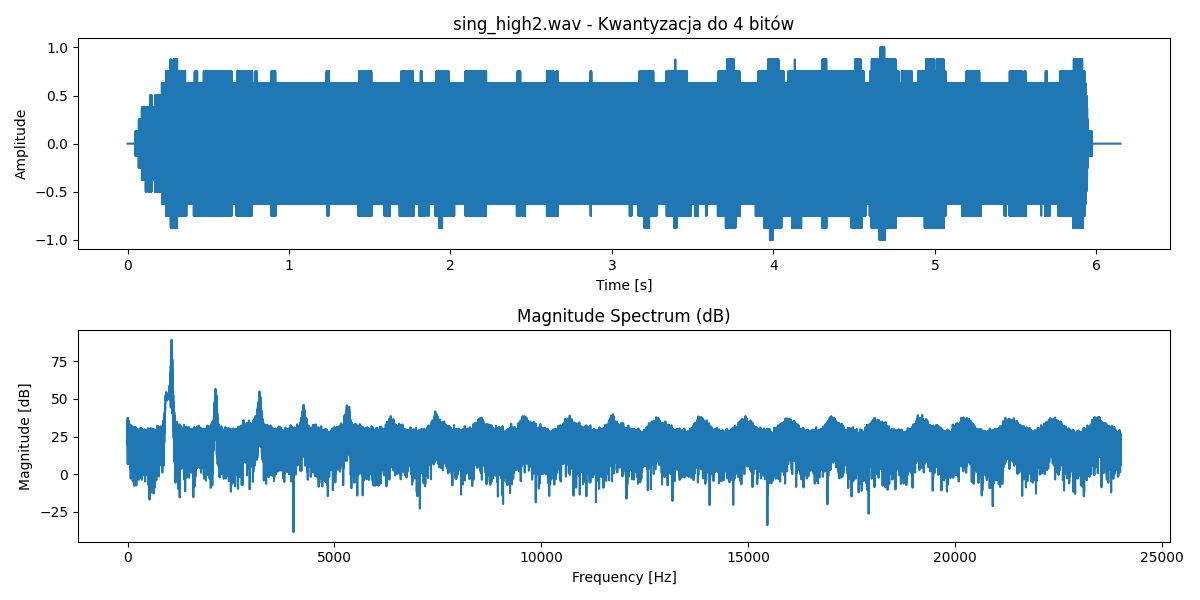 sing_high2.wav - Kwantyzacja do 4 bitów
1.0
0.5
0.0
−0.5
−1.0
Amplitude
0 1 2 3 4 5 6
Time [s]
Magnitude Spectrum (dB)
75
50
25
0
−25
Magnitude [dB]
0 5000 10000 15000 20000 25000
Frequency [Hz]